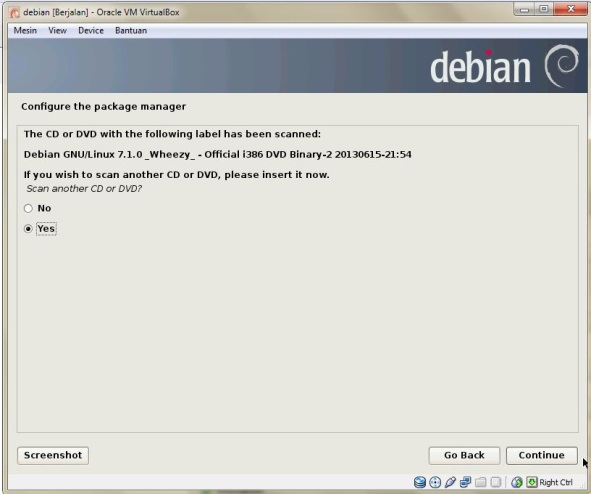 debian [Berjalan] - Oracle VM VirtualBox
Mesin View Device Bantuan
debian
Configure the package manager
The CD or DVD with the following label has been scanned:
Debian GNU/Linux 7.1.0 _Wheezy_ - Official i386 DVD Binary-2 20130615-21:54
If you wish to scan another CD or DVD, please insert it now.
Scan another CD or DVD?
No
Yes
Screenshot
Go Back
Continue
Right Ctrl